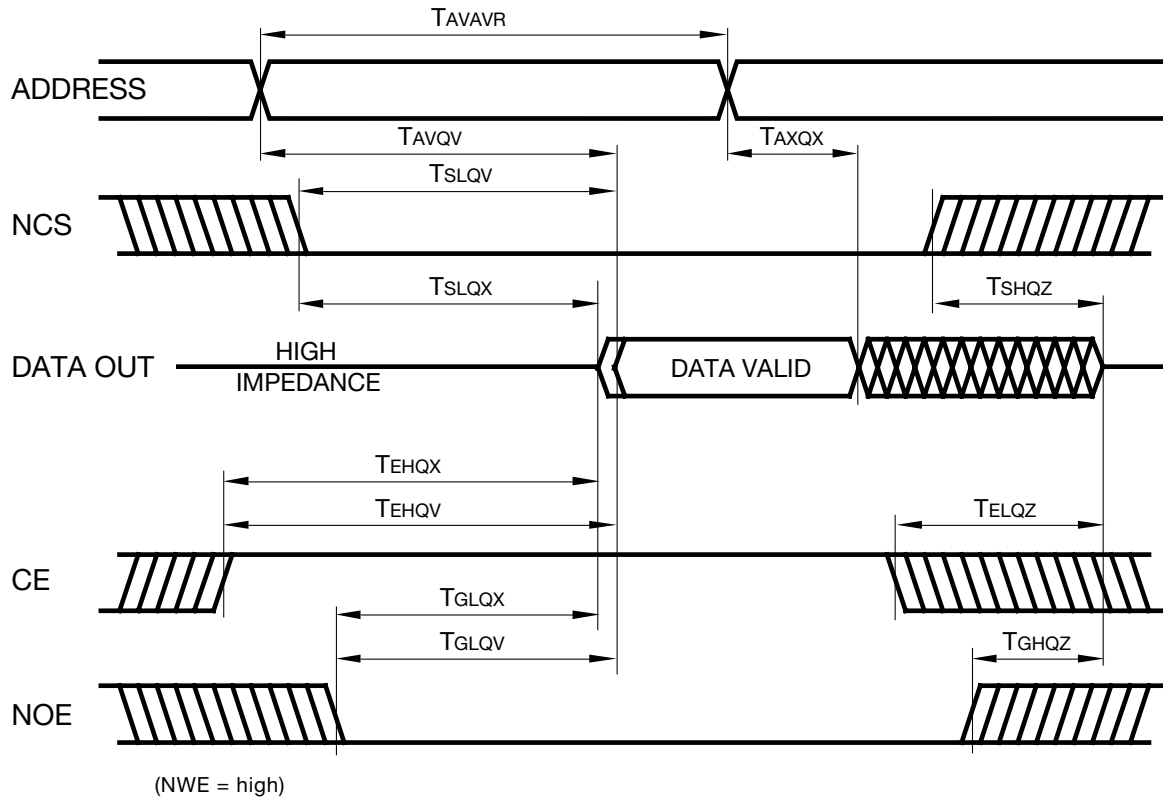 TAVAVR
ADDRESS
TAVQV
TAXQX
TSLQV
NCS
TSLQX
TSHQZ
DATA OUT
HIGH
IMPEDANCE
DATA VALID
TEHQX
TEHQV
TELQZ
CE
TGLQX
TGLQV
TGHQZ
NOE
(NWE = high)